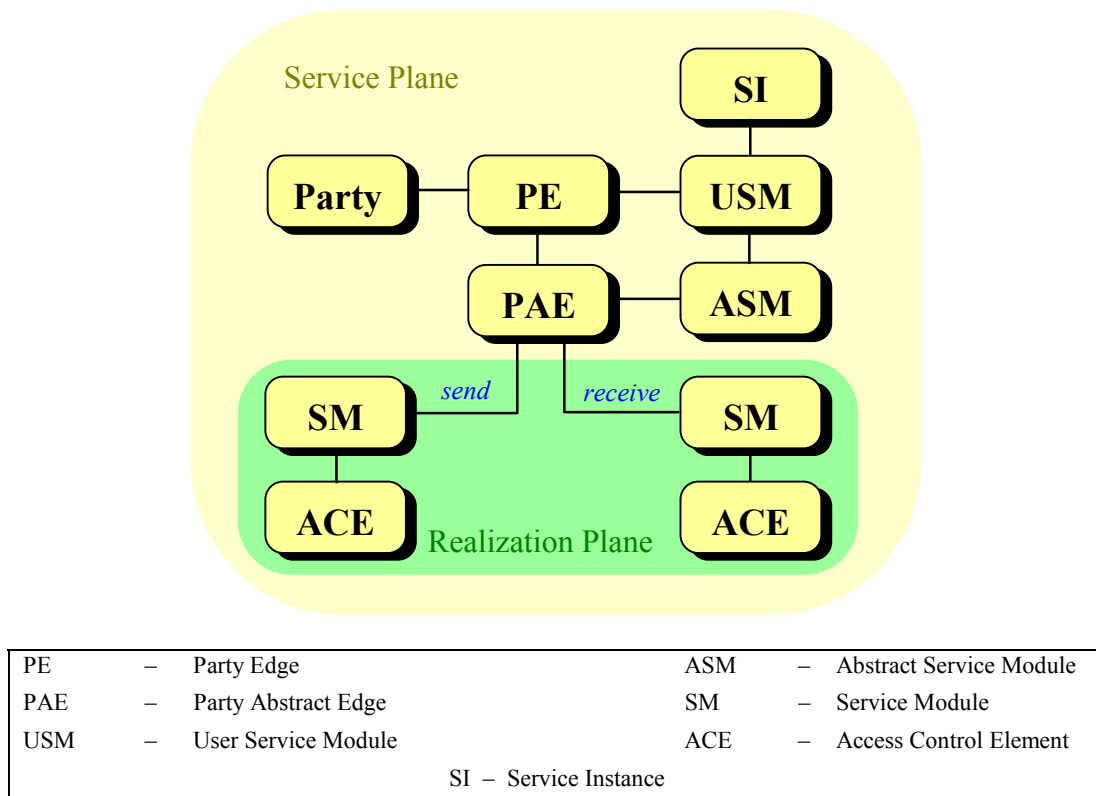 Service Plane
SI
Party
PE
USM
PAE
ASM
send
receive
SM
SM
ACE
ACE
Realization Plane
PE – Party Edge ASM – Abstract Service Module
PAE – Party Abstract Edge SM – Service Module
USM – User Service Module ACE – Access Control Element
SI – Service Instance